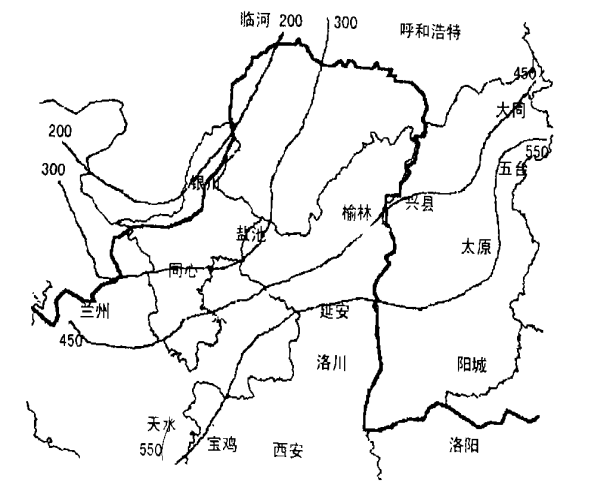 临河 200 300
呼和浩特
450
大同
200
550
五台
300
银川
兴县
榆林
盐池
太原
同心
兰州
延安
450
洛川
阳城
天水
550
宝鸡
西安
洛阳